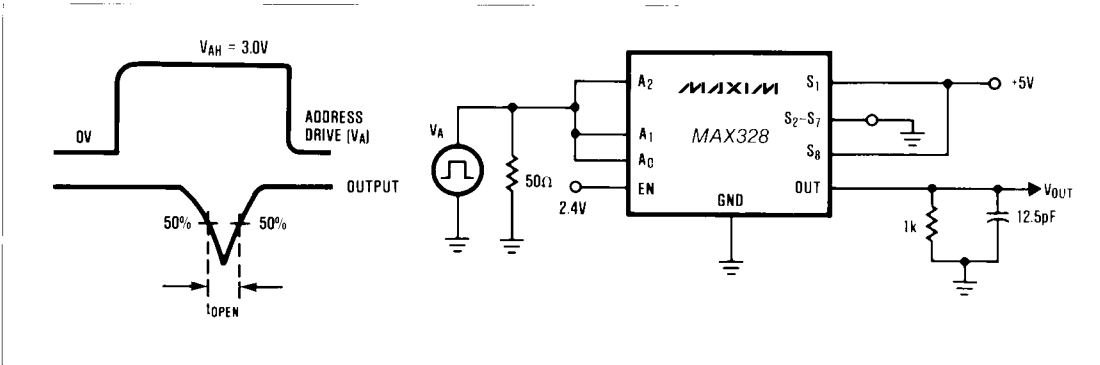 VAH = 3.0V
0V
ADDRESS
DRIVE (VA)
OUTPUT
50%
50%
tOPEN
VA
50Ω
2.4V
A2
A1
A0
EN
MAXIM
MAX328
GND
S1
S2–S7
S8
OUT
+5V
VOUT
1k
12.5pF